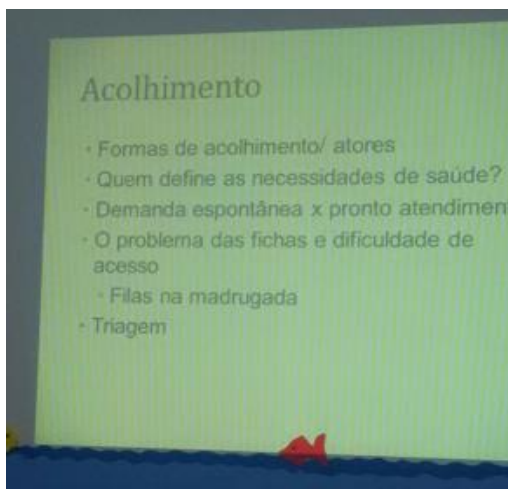 Acolhimento
· Formas de acolhimento/ atores
· Quem define as necessidades de saúde?
· Demanda espontânea x pronto atendimen
· O problema das fichas e dificuldade de
acesso
· Filas na madrugada
· Triagem